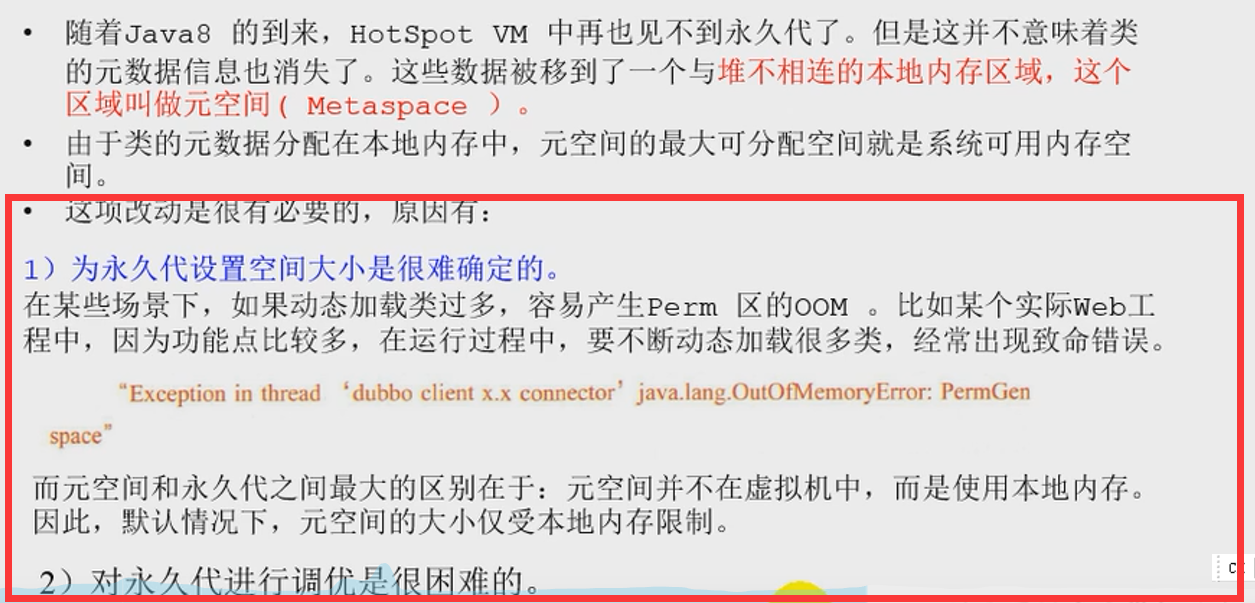 • 随着Java8 的到来，HotSpot VM 中再也见不到永久代了。但是这并不意味着类
的元数据信息也消失了。这些数据被移到了一个与堆不相连的本地内存区域，这个
区域叫做元空间( Metaspace ）。
• 由于类的元数据分配在本地内存中，元空间的最大可分配空间就是系统可用内存空
间。
• 这项改动是很有必要的，原因有：
1）为永久代设置空间大小是很难确定的。
在某些场景下，如果动态加载类过多，容易产生Perm 区的OOM 。比如某个实际Web工
程中，因为功能点比较多，在运行过程中，要不断动态加载很多类，经常出现致命错误。
“Exception in thread ‘dubbo client x.x connector’ java.lang.OutOfMemoryError: PermGen
space”
而元空间和永久代之间最大的区别在于：元空间并不在虚拟机中，而是使用本地内存。
因此，默认情况下，元空间的大小仅受本地内存限制。
2）对永久代进行调优是很困难的。